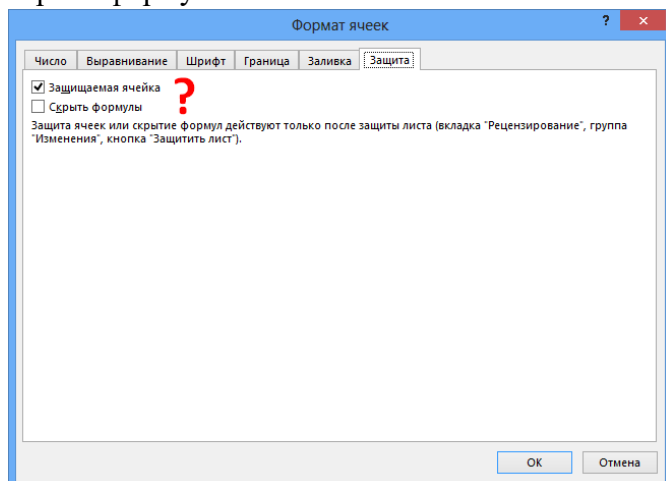 Формат ячеек
?
Число Выравнивание Шрифт Граница Заливка Защита
Защищаемая ячейка
?
Скрыть формулы
Защита ячеек или скрытие формул действуют только после защиты листа (вкладка "Рецензирование", группа
"Изменения", кнопка "Защитить лист").
ОК Отмена